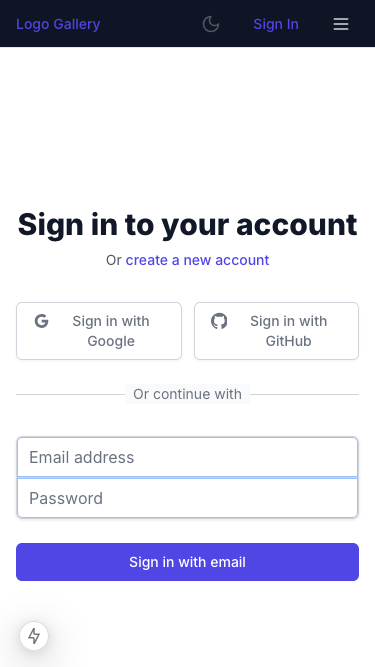 Logo Gallery
Sign In
Sign in to your account
Or create a new account
Sign in with
Google
Sign in with
GitHub
Or continue with
Email address
Password
Sign in with email